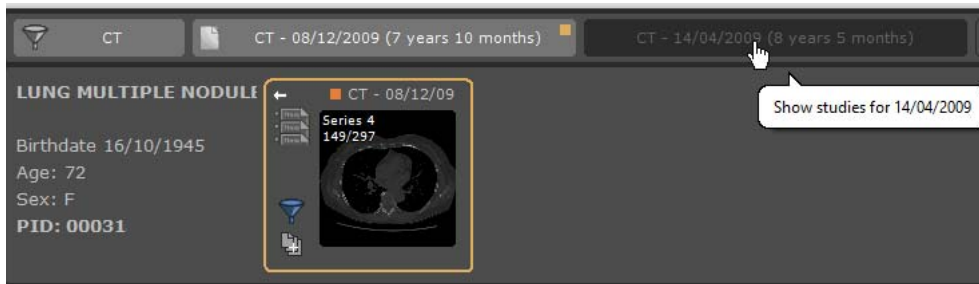 CT
CT - 08/12/2009 (7 years 10 months)
CT - 14/04/2009 (8 years 5 months)
Show studies for 14/04/2009
LUNG MULTIPLE NODULE
Birthdate 16/10/1945
Age: 72
Sex: F
PID: 00031
CT - 08/12/09
Series 4
149/297